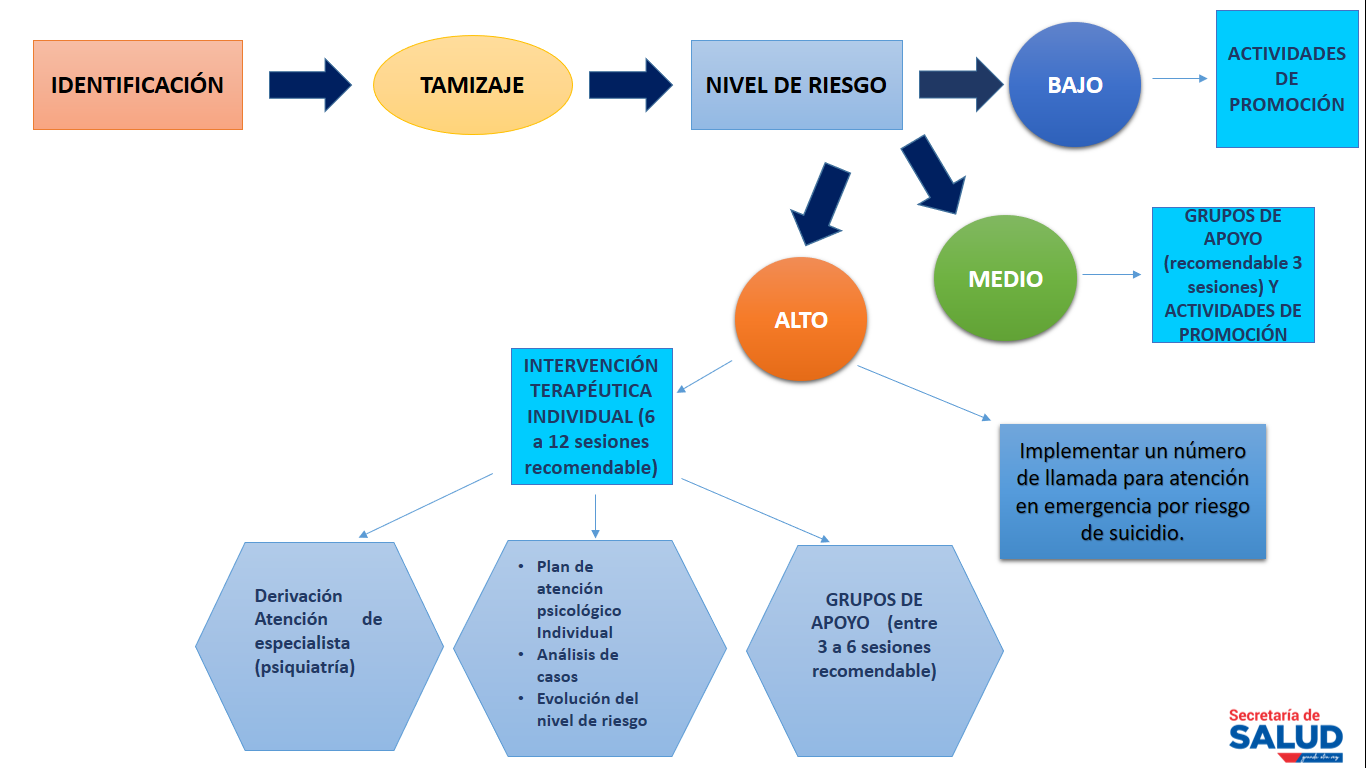 IDENTIFICACIÓN
TAMIZAJE
NIVEL DE RIESGO
BAJO
ACTIVIDADES
DE
PROMOCIÓN
GRUPOS DE
APOYO
(recomendable 3
sesiones) Y
ACTIVIDADES DE
PROMOCIÓN
MEDIO
ALTO
INTERVENCIÓN
TERAPÉUTICA
INDIVIDUAL (6
a 12 sesiones
recomendable)
Implementar un número
de llamada para atención
en emergencia por riesgo
de suicidio.
Derivación
Atención de
especialista
(psiquiatría)
• Plan de
atención
psicológico
Individual
• Análisis de
casos
• Evolución del
nivel de riesgo
GRUPOS DE
APOYO (entre
3 a 6 sesiones
recomendable)
Secretaría de
SALUD